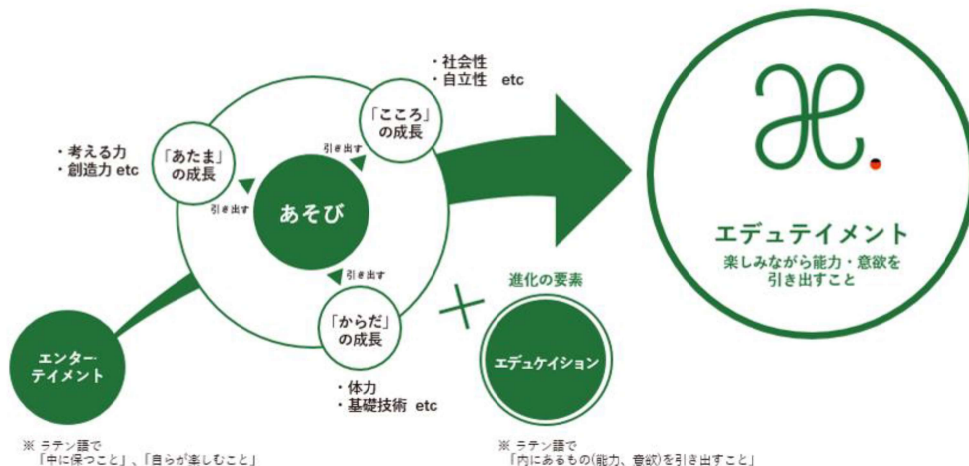 ・社会性
・自立性 etc
「こころ」
の成長
引き出す
・考える力
・創造力 etc
「あたま」
の成長
引き出す
あそび
引き出す
「からだ」
の成長
・体力
・基礎技術 etc
エンター・
テイメント
※ ラテン語で
「中に保つこと」、「自らが楽しむこと」
進化の要素
エデュケイション
※ ラテン語で
「内にあるもの(能力、意欲)を引き出すこと」
æ.
エデュテイメント
楽しみながら能力・意欲を
引き出すこと